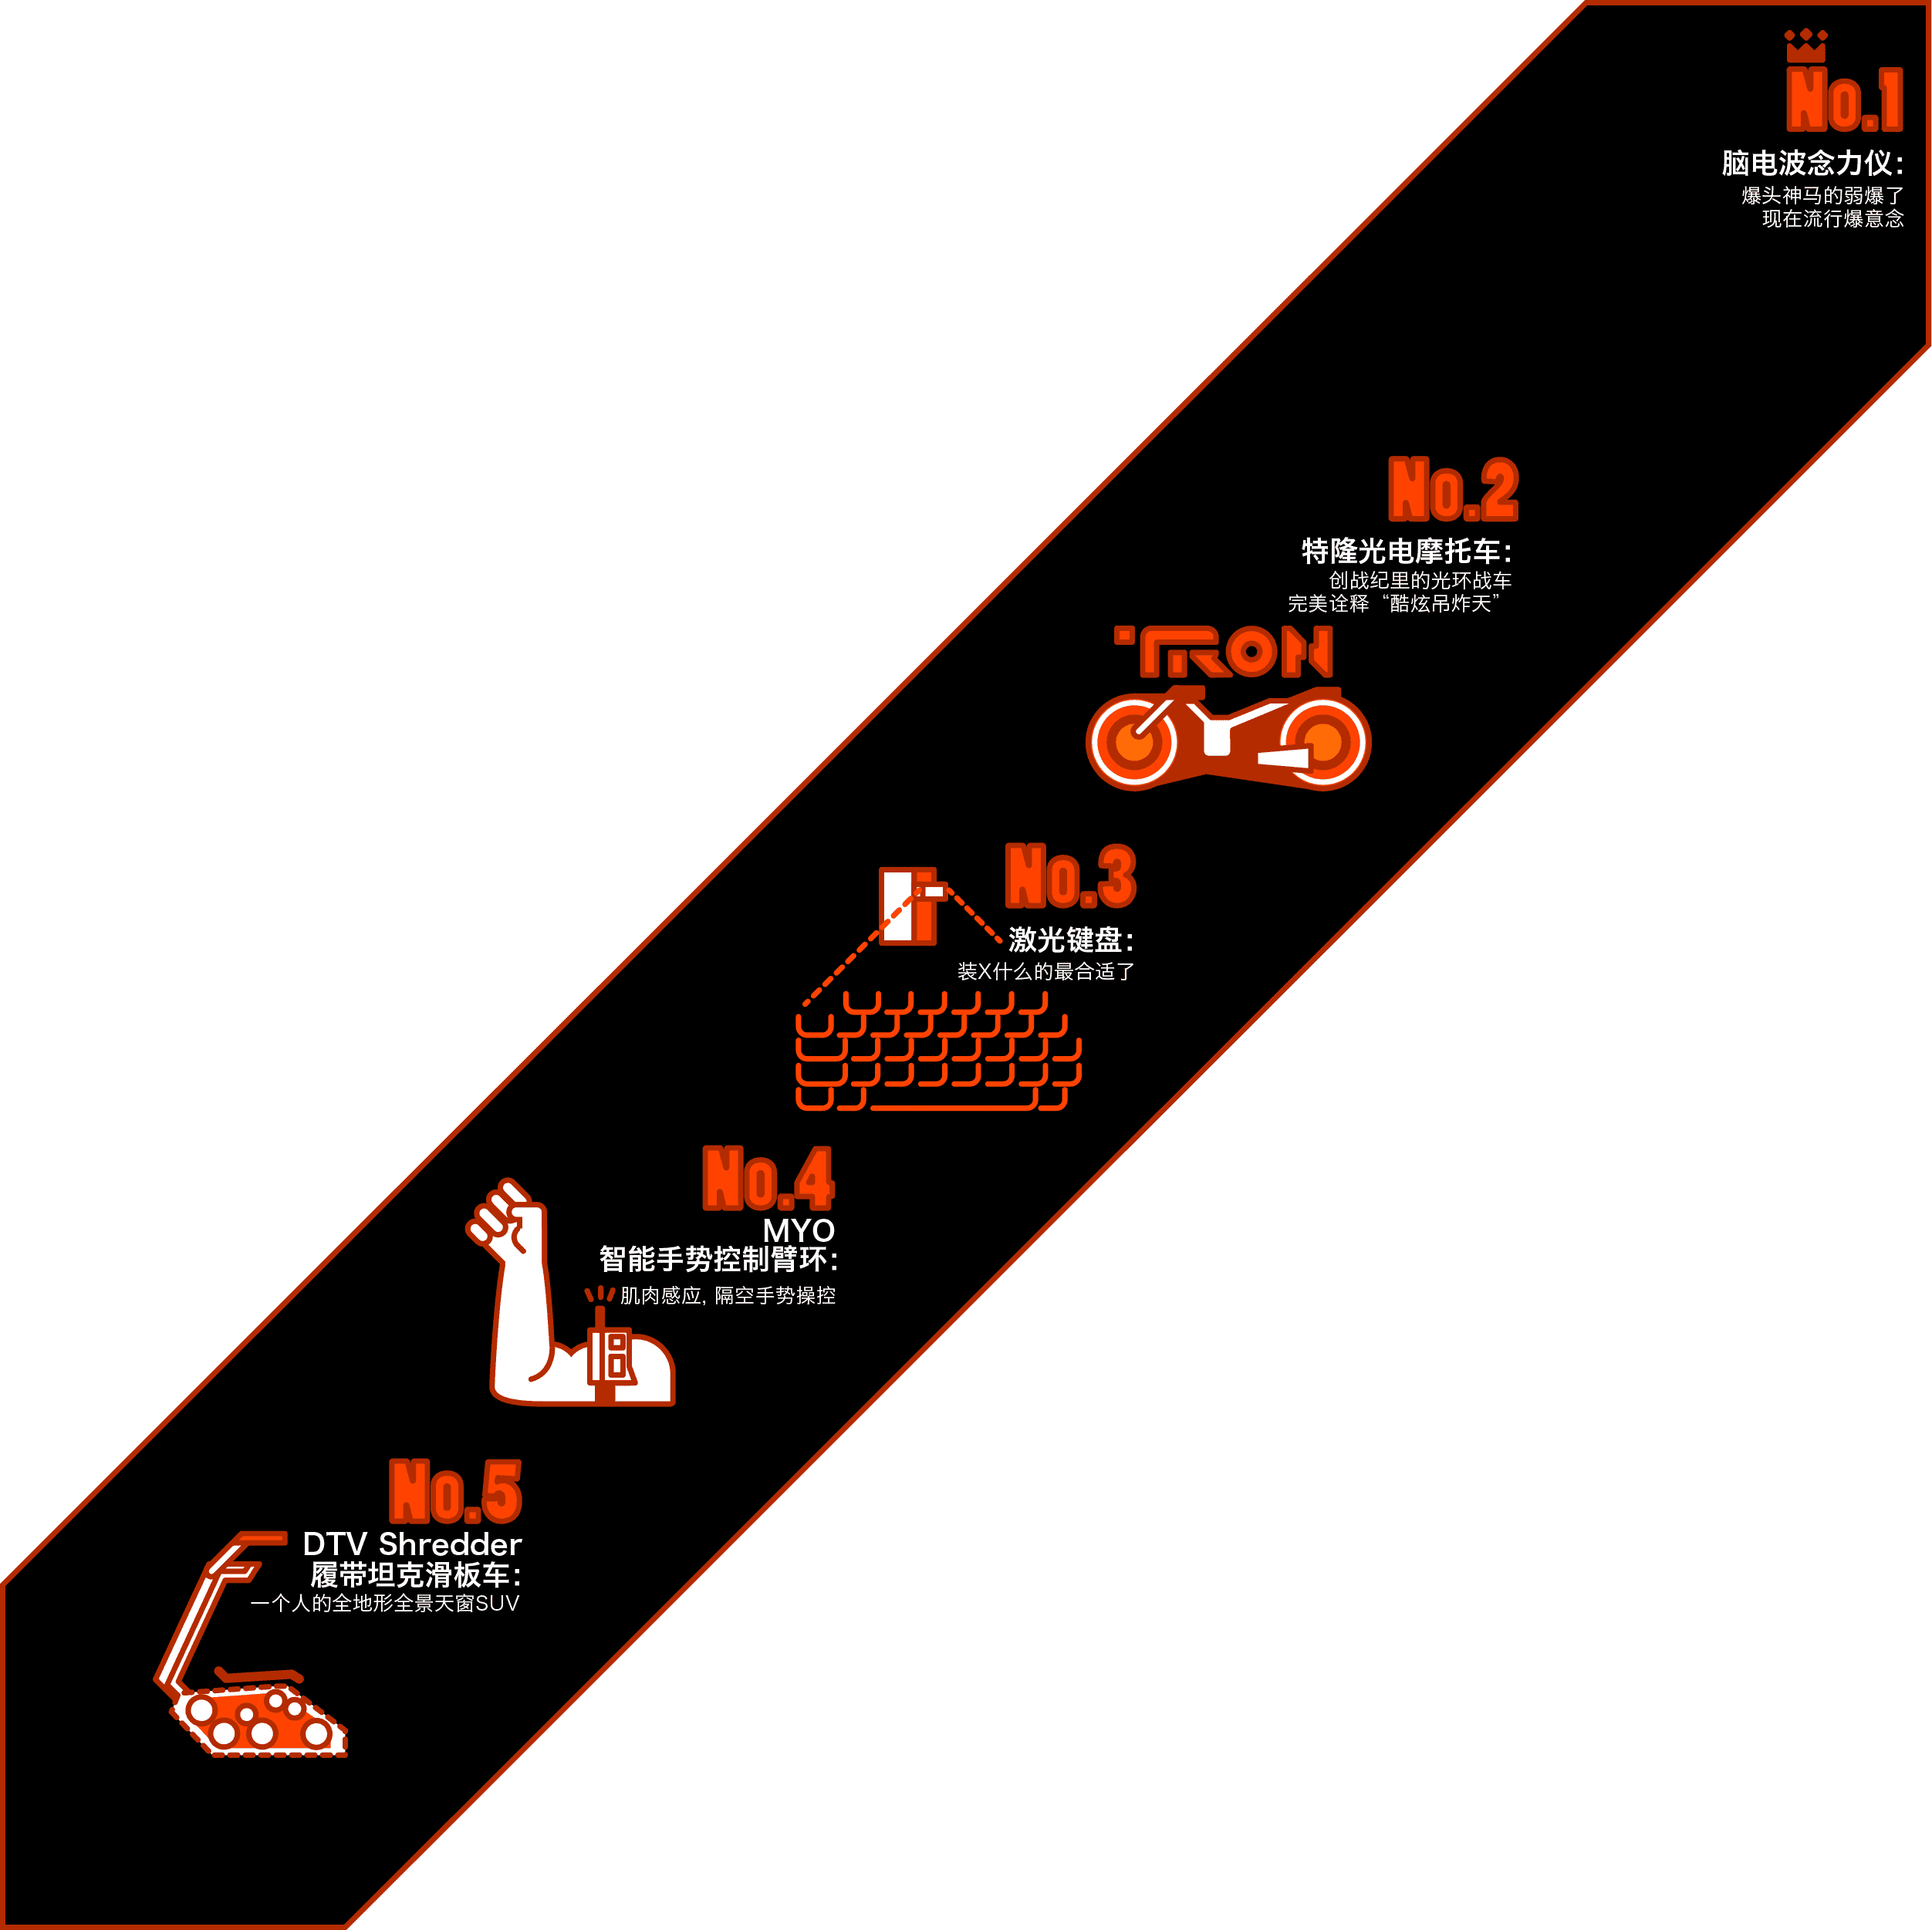 No.1
脑电波念力仪：
爆头神马的弱爆了
现在流行爆意念
No.2
特隆光电摩托车：
创战纪里的光环战车
完美诠释“酷炫吊炸天”
TRON
No.3
激光键盘：
装X什么的最合适了
No.4
MYO
智能手势控制臂环：
肌肉感应，隔空手势操控
No.5
DTV Shredder
履带坦克滑板车：
一个人的全地形全景天窗SUV